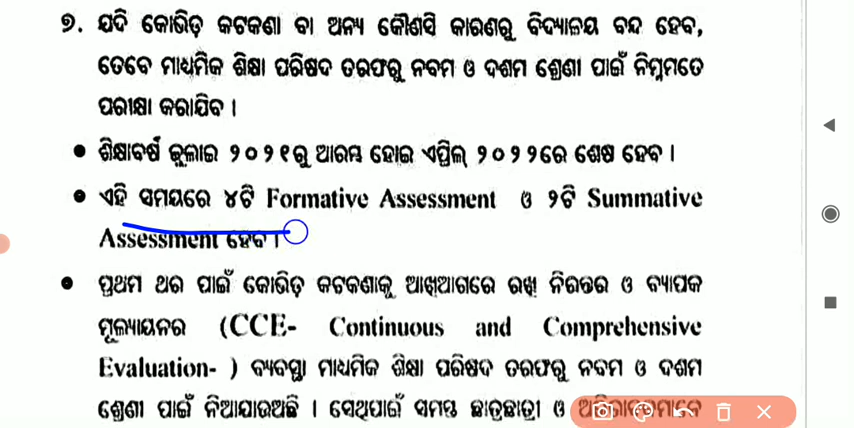 ୭. ଯଦି କୋଭିଡ଼ କଟକଣା ବା ଅନ୍ୟ କୌଣସି କାରଣରୁ ବିଦ୍ୟାଳୟ ବନ୍ଦ ହେବ,
ତେବେ ମାଧ୍ୟମିକ ଶିକ୍ଷା ପରିଷଦ ତରଫରୁ ନବମ ଓ ଦଶମ ଶ୍ରେଣୀ ପାଇଁ ନିମ୍ନମତେ
ପରୀକ୍ଷା କରାଯିବ ।
• ଶିକ୍ଷାବର୍ଷ ଜୁଲାଇ ୨୦୨୧ରୁ ଆରମ୍ଭ ହୋଇ ଏପ୍ରିଲ୍ ୨୦୨୨ରେ ଶେଷ ହେବ ।
• ଏହି ସମୟରେ ୪ଟି Formative Assessment ଓ ୨ଟି Summative
Assessment ହେବ ।
• ପ୍ରଥମ ଥର ପାଇଁ କୋଭିଡ଼ କଟକଣାକୁ ଆଖିଆଗରେ ରଖି ନିରନ୍ତର ଓ ବ୍ୟାପକ
ମୂଲ୍ୟାୟନର (CCE- Continuous and Comprehensive
Evaluation- ) ବ୍ୟବସ୍ଥା ମାଧ୍ୟମିକ ଶିକ୍ଷା ପରିଷଦ ତରଫରୁ ନବମ ଓ ଦଶମ
ଶ୍ରେଣୀ ପାଇଁ ନିଆଯାଉଅଛି । ସେଥିପାଇଁ ସମସ୍ତ ଛାତ୍ରଛାତ୍ରୀ ଓ